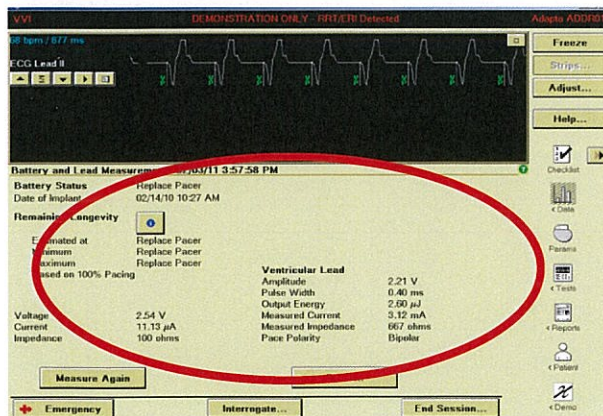 VVI DEMONSTRATION ONLY - RRT/ERI Detected Adapta ADDR01
68 bpm / 877 ms
ECG Lead II
S
Freeze
Strips...
Adjust...
Help...
Checklist
< Data
Params
< Tests
< Reports
< Patient
< Demo
Battery and Lead 3:57:58 PM
Battery Status Replace Pacer
Date of Implant 02/14/10 10:27 AM
Remaining Longevity
Estimated at Replace Pacer
Minimum Replace Pacer
Maximum Replace Pacer
Based on 100% Pacing
Voltage 2.54 V
Current 11.13 µA
Impedance 100 ohms
Ventricular Lead
Amplitude 2.21 V
Pulse Width 0.40 ms
Output Energy 2.60 µJ
Measured Current 3.12 mA
Measured Impedance 667 ohms
Pace Polarity Bipolar
Measure Again
Emergency Interrogate... End Session...